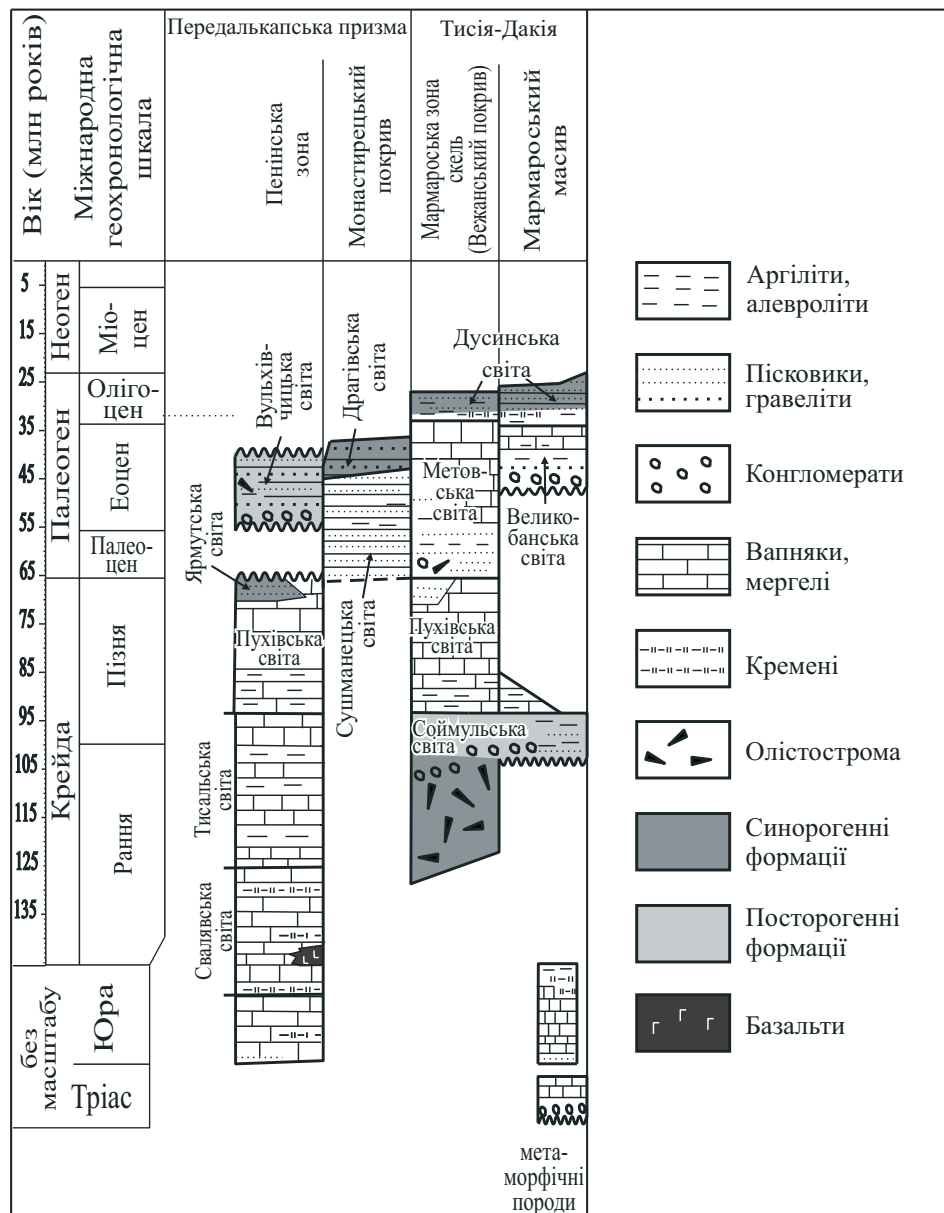 Вік (млн років)
Міжнародна
геохронологічна
шкала
Передалькапська призма
Тисія-Дакія
Пенінська
зона
Монастирецький
покрив
Мармароська зона
скель
(Вежанський покрив)
Мармароський
масив
5
15
23
35
45
55
65
75
85
95
105
115
125
135
Неоген
Палеоген
Крейда
без
масштабу
Міо-
цен
Оліго-
цен
Еоцен
Палео-
цен
Пізня
Рання
Юра
Тріас
Вульхів-
чицька
світа
Драгівська
світа
Дусинська
світа
Ярмутська
світа
Метов-
ська
світа
Велико-
банська
світа
Пухівська
світа
Сушманецька
світа
Пухівська
світа
Соймульська
світа
Тисальська
світа
Свалявська
світа
мета-
морфічні
породи
Аргіліти,
алевроліти
Пісковики,
гравеліти
Конгломерати
Вапняки,
мергелі
Кремені
Олістострома
Синорогенні
формації
Посторогенні
формації
Базальти